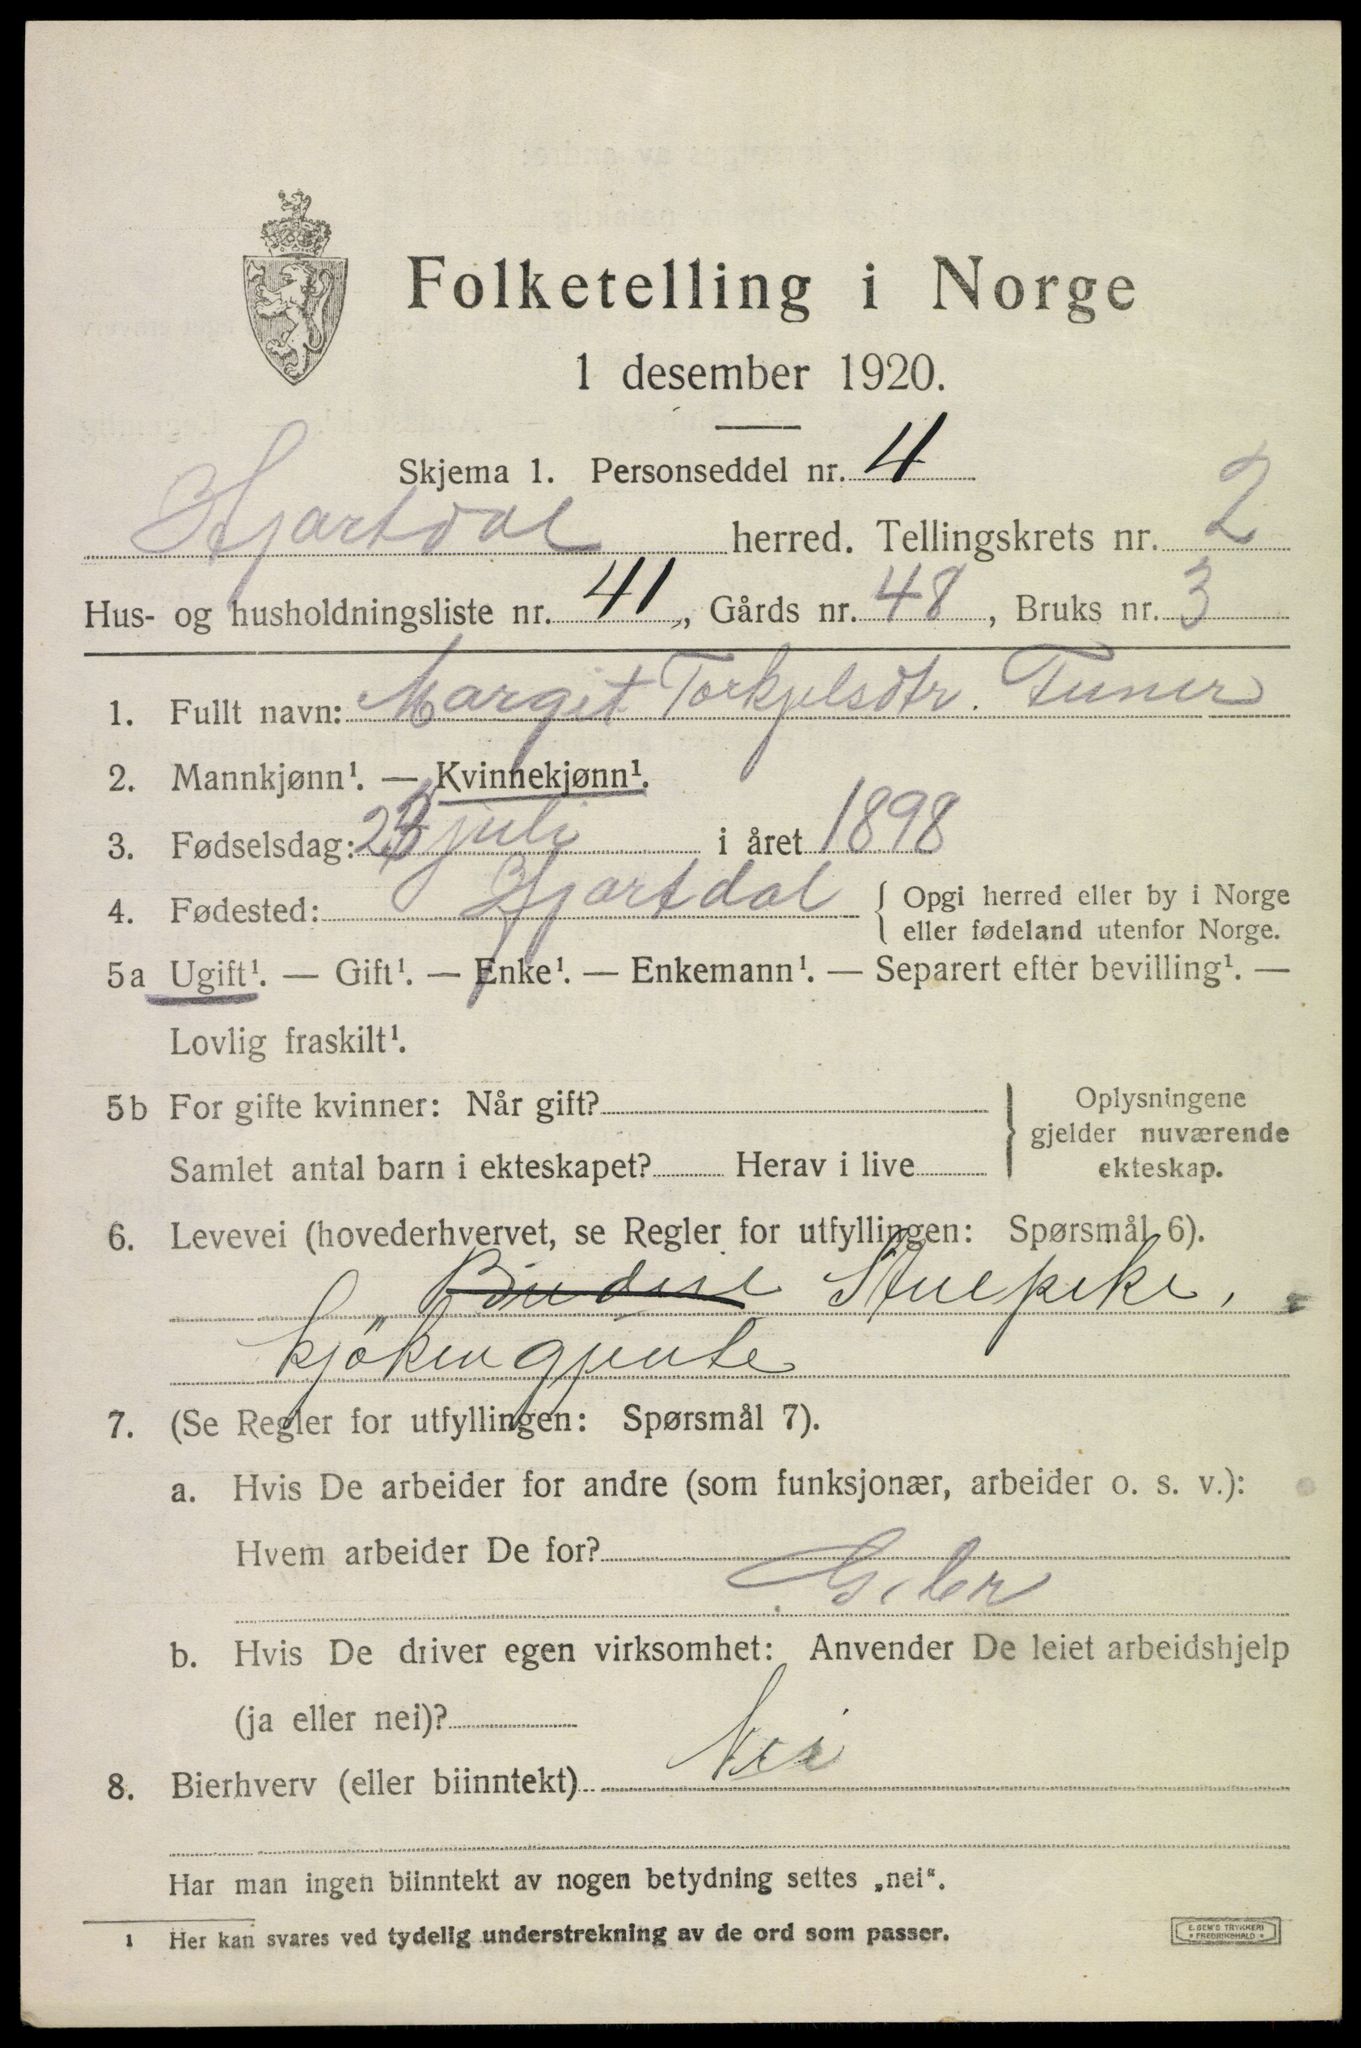 Folketelling i Norge
1 desember 1920.
Skjema 1. Personseddel nr. 4
Hjartdal herred. Tellingskrets nr. 2
Hus- og husholdningsliste nr. 41, Gårds nr. 48, Bruks nr. 3
1. Fullt navn: Margit Torkjelsdtr. Funer
2. Mannkjønn¹. — Kvinnekjønn¹.
3. Fødselsdag: 23 juli i året 1898
4. Fødested: Hjartdal { Opgi herred eller by i Norge
eller fødeland utenfor Norge.
5a Ugift¹. — Gift¹. — Enke¹. — Enkemann¹. — Separert efter bevilling¹. —
Lovlig fraskilt¹.
5b For gifte kvinner: Når gift? } Oplysningene
gjelder nuværende
Samlet antal barn i ekteskapet? Herav i live ekteskap.
6. Levevei (hovederhvervet, se Regler for utfyllingen: Spørsmål 6).
Budeie Stuepike,
kjökengjente
7. (Se Regler for utfyllingen: Spørsmål 7).
a. Hvis De arbeider for andre (som funksjonær, arbeider o. s. v.):
Hvem arbeider De for?
b. Hvis De driver egen virksomhet: Anvender De leiet arbeidshjelp
(ja eller nei)?
8. Bierhverv (eller biinntekt) Nei
Har man ingen biinntekt av nogen betydning settes „nei“.
1 Her kan svares ved tydelig understrekning av de ord som passer.
E. SEM'S TRYKKERI
• FREDRIKSHALD •